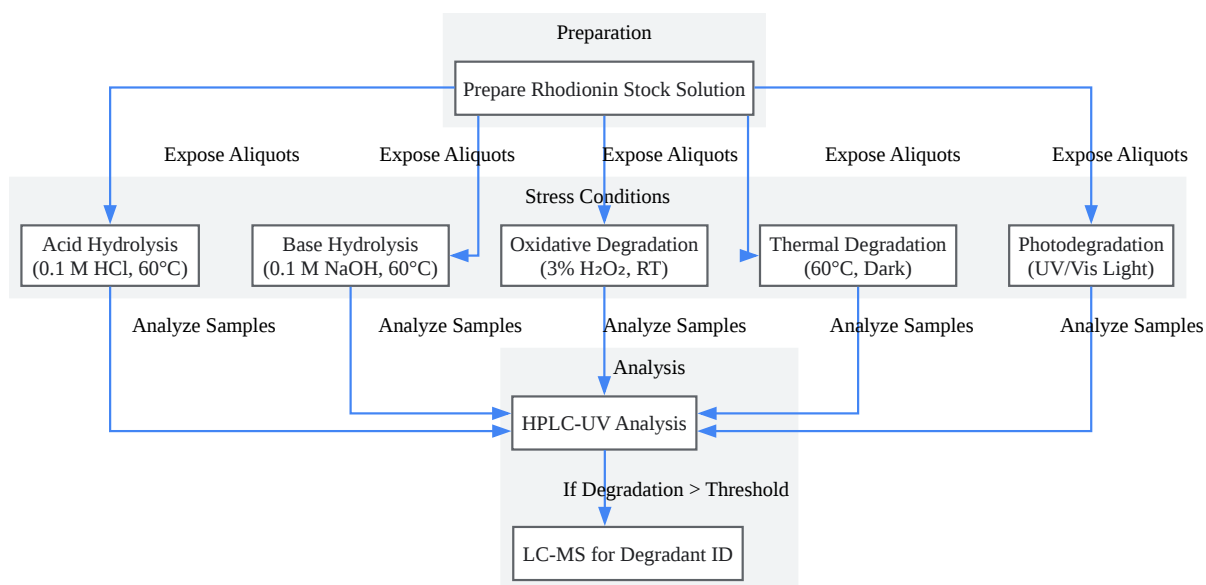 Preparation
Prepare Rhodionin Stock Solution
Expose Aliquots
Expose Aliquots
Expose Aliquots
Expose Aliquots
Expose Aliquots
Stress Conditions
Acid Hydrolysis
(0.1 M HCl, 60°C)
Base Hydrolysis
(0.1 M NaOH, 60°C)
Oxidative Degradation
(3% H₂O₂, RT)
Thermal Degradation
(60°C, Dark)
Photodegradation
(UV/Vis Light)
Analyze Samples
Analyze Samples
Analyze Samples
Analyze Samples
Analyze Samples
Analysis
HPLC-UV Analysis
If Degradation > Threshold
LC-MS for Degradant ID